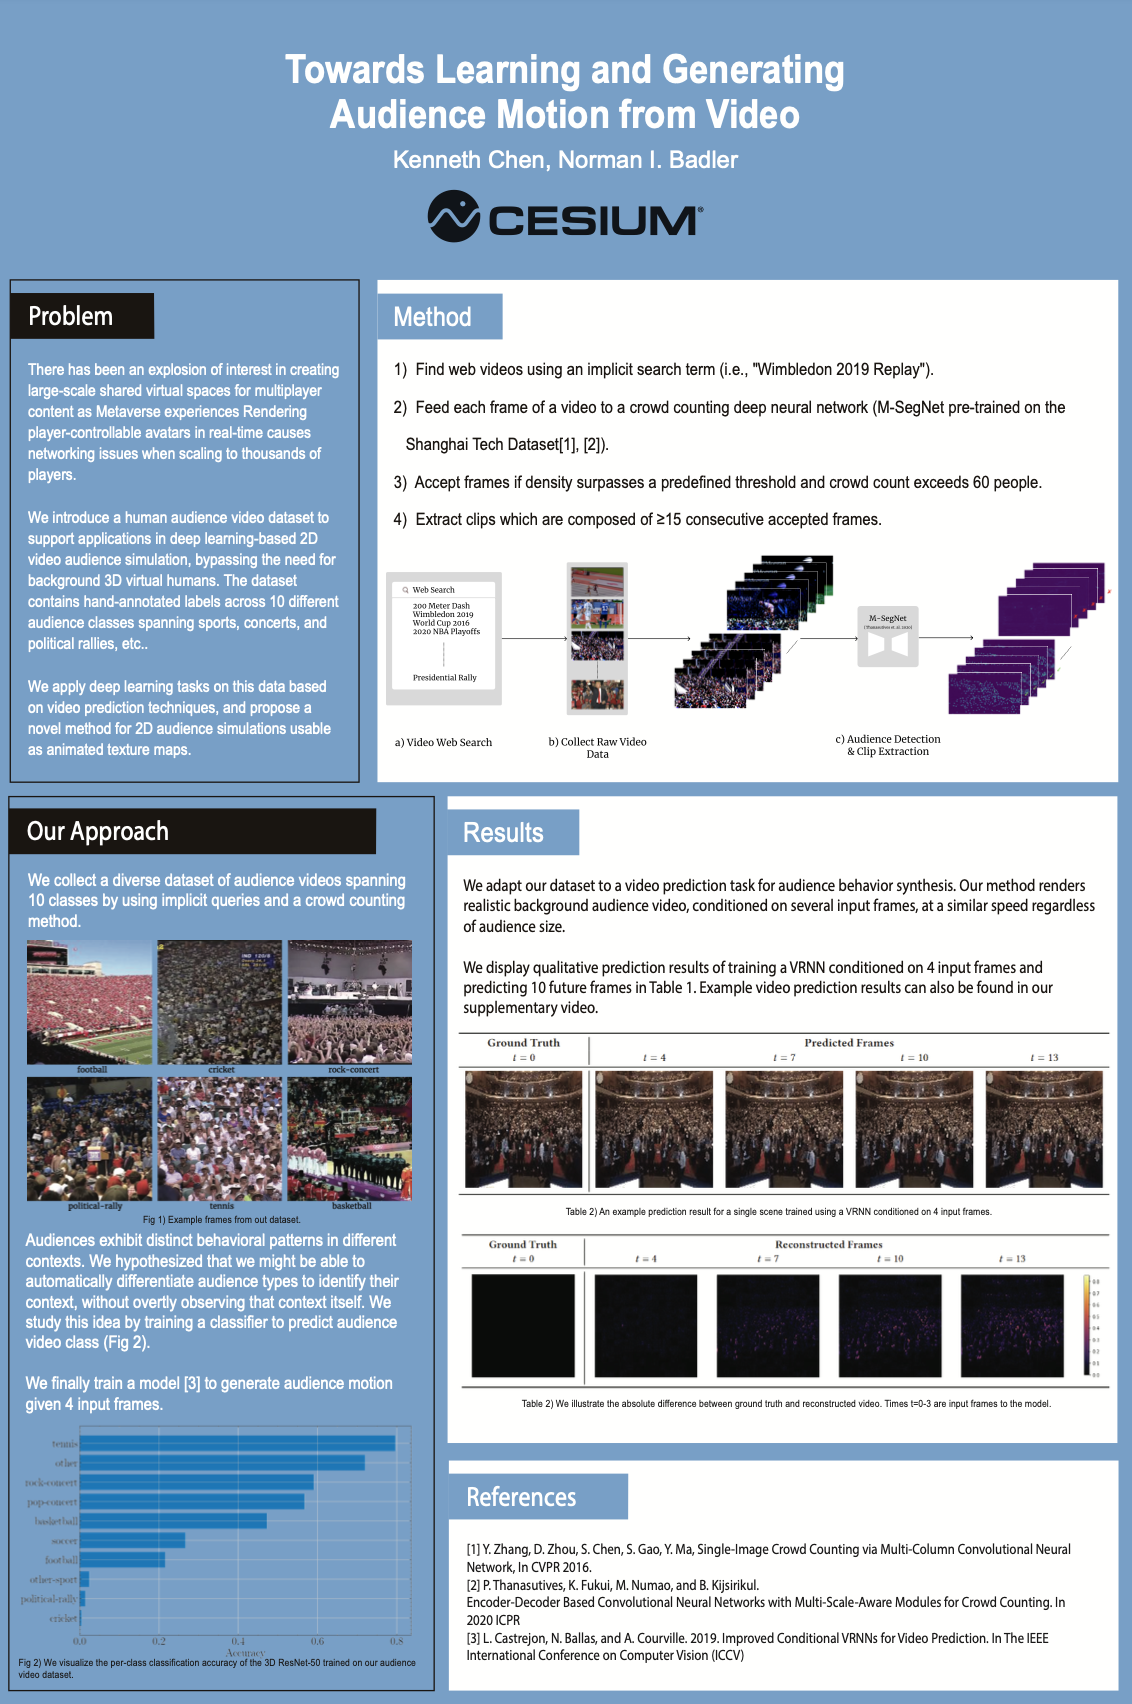 Towards Learning and Generating
Audience Motion from Video
Kenneth Chen, Norman I. Badler
CESIUM®
Problem
There has been an explosion of interest in creating
large-scale shared virtual spaces for multiplayer
content as Metaverse experiences Rendering
player-controllable avatars in real-time causes
networking issues when scaling to thousands of
players.
We introduce a human audience video dataset to
support applications in deep learning-based 2D
video audience simulation, bypassing the need for
background 3D virtual humans. The dataset
contains hand-annotated labels across 10 different
audience classes spanning sports, concerts, and
political rallies, etc..
We apply deep learning tasks on this data based
on video prediction techniques, and propose a
novel method for 2D audience simulations usable
as animated texture maps.
Method
1) Find web videos using an implicit search term (i.e., "Wimbledon 2019 Replay").
2) Feed each frame of a video to a crowd counting deep neural network (M-SegNet pre-trained on the
Shanghai Tech Dataset[1], [2]).
3) Accept frames if density surpasses a predefined threshold and crowd count exceeds 60 people.
4) Extract clips which are composed of ≥15 consecutive accepted frames.
Web Search
200 Meter Dash
Wimbledon 2019
World Cup 2016
2020 NBA Playoffs
Presidential Rally
M-SegNet
a) Video Web Search
b) Collect Raw Video
Data
c) Audience Detection
& Clip Extraction
Our Approach
We collect a diverse dataset of audience videos spanning
10 classes by using implicit queries and a crowd counting
method.
football
cricket
rock-concert
political-rally
tennis
basketball
Fig 1) Example frames from out dataset.
Audiences exhibit distinct behavioral patterns in different
contexts. We hypothesized that we might be able to
automatically differentiate audience types to identify their
context, without overtly observing that context itself. We
study this idea by training a classifier to predict audience
video class (Fig 2).
We finally train a model [3] to generate audience motion
given 4 input frames.
tennis
other
rock-concert
pop-concert
basketball
soccer
football
other-sport
political-rally
cricket
0.0 0.2 0.4 0.6 0.8
Accuracy
Fig 2) We visualize the per-class classification accuracy of the 3D ResNet-50 trained on our audience
video dataset.
Results
We adapt our dataset to a video prediction task for audience behavior synthesis. Our method renders
realistic background audience video, conditioned on several input frames, at a similar speed regardless
of audience size.
We display qualitative prediction results of training a VRNN conditioned on 4 input frames and
predicting 10 future frames in Table 1. Example video prediction results can also be found in our
supplementary video.
Ground Truth Predicted Frames
t = 0 t = 4 t = 7 t = 10 t = 13
Table 2) An example prediction result for a single scene trained using a VRNN conditioned on 4 input frames.
Ground Truth Reconstructed Frames
t = 0 t = 4 t = 7 t = 10 t = 13
0.8
0.7
0.6
0.5
0.4
0.3
0.2
0.1
0.0
Table 2) We illustrate the absolute difference between ground truth and reconstructed video. Times t=0-3 are input frames to the model.
References
[1] Y. Zhang, D. Zhou, S. Chen, S. Gao, Y. Ma, Single-Image Crowd Counting via Multi-Column Convolutional Neural
Network, In CVPR 2016.
[2] P. Thanasutives, K. Fukui, M. Numao, and B. Kijsirikul.
Encoder-Decoder Based Convolutional Neural Networks with Multi-Scale-Aware Modules for Crowd Counting. In
2020 ICPR
[3] L. Castrejon, N. Ballas, and A. Courville. 2019. Improved Conditional VRNNs for Video Prediction. In The IEEE
International Conference on Computer Vision (ICCV)